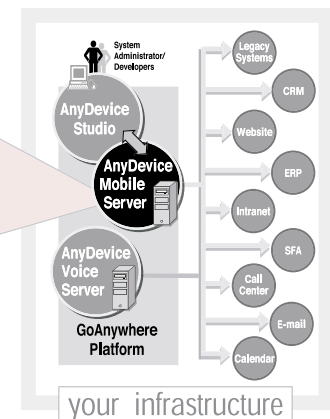 System
Administrator/
Developers
AnyDevice
Studio
AnyDevice
Mobile
Server
AnyDevice
Voice
Server
GoAnywhere
Platform
Legacy
Systems
CRM
Website
ERP
Intranet
SFA
Call
Center
E-mail
Calendar
your infrastructure